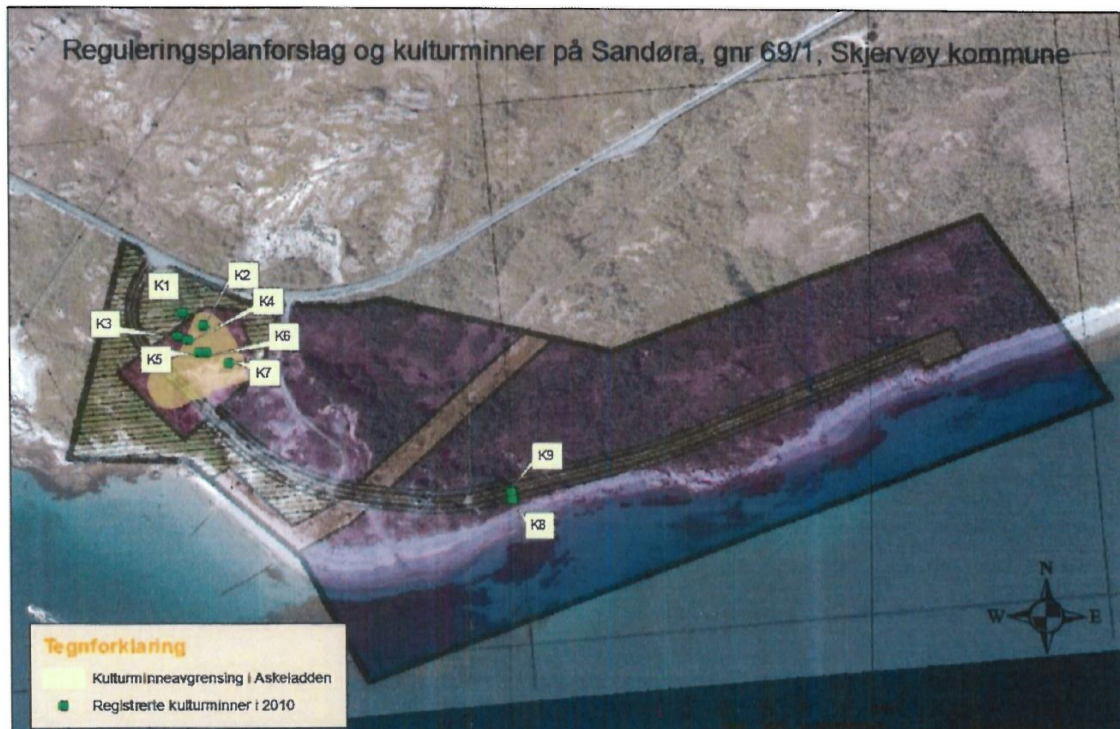 Reguleringsplanforslag og kulturminner på Sandøra, gnr 69/1, Skjervøy kommune
K1
K2
K3
K4
K5
K6
K7
K9
K8
N
W E
S
Tegnforklaring
Kulturminneavgrensing i Askeladden
Registrerte kulturminner i 2010